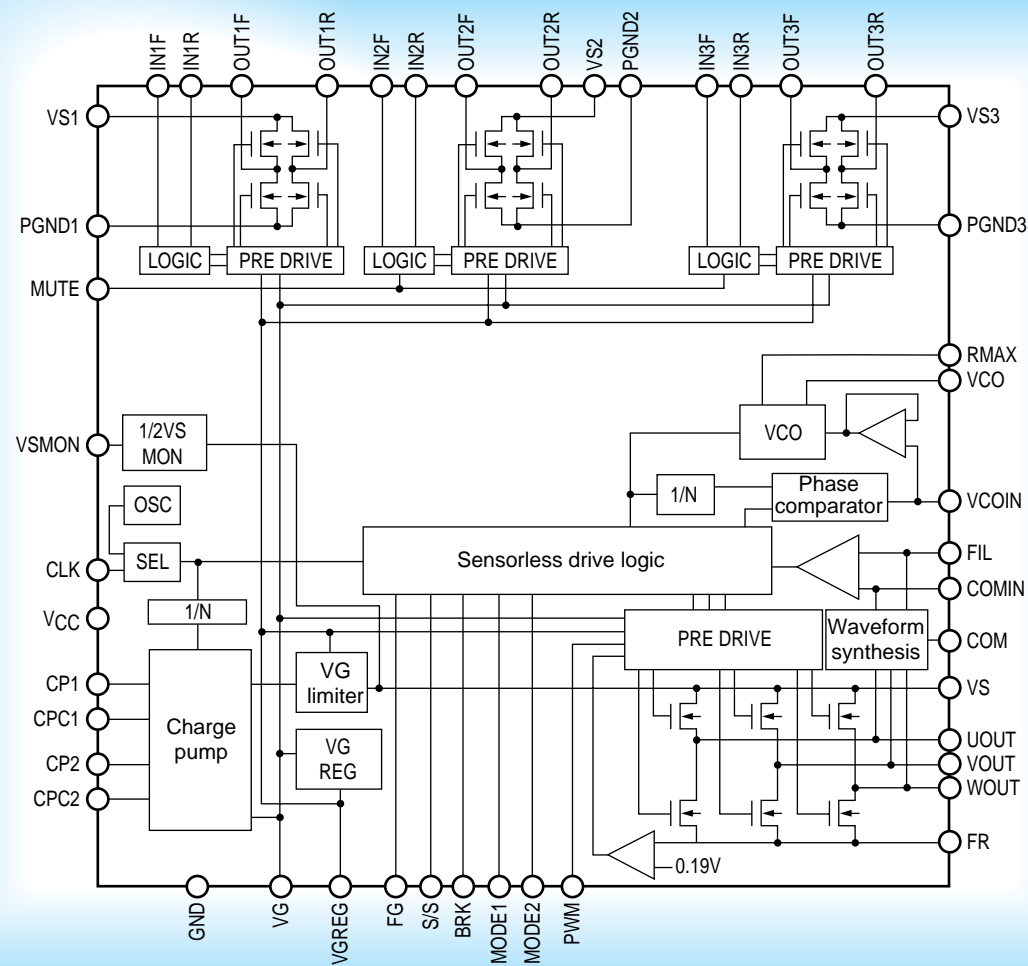 IN1F
IN1R
OUT1F
OUT1R
IN2F
IN2R
OUT2F
OUT2R
VS2
PGND2
IN3F
IN3R
OUT3F
OUT3R
VS1
VS3
PGND1
PGND3
LOGIC
PRE DRIVE
LOGIC
PRE DRIVE
LOGIC
PRE DRIVE
MUTE
RMAX
VCO
VSMON
1/2VS
MON
VCO
OSC
1/N
Phase
comparator
VCOIN
CLK
SEL
Sensorless drive logic
FIL
COMIN
VCC
1/N
PRE DRIVE
Waveform
synthesis
COM
CP1
VG
limiter
VS
CPC1
Charge
pump
UOUT
CP2
VG
REG
VOUT
CPC2
WOUT
FR
0.19V
GND
VG
VGREG
FG
S/S
BRK
MODE1
MODE2
PWM